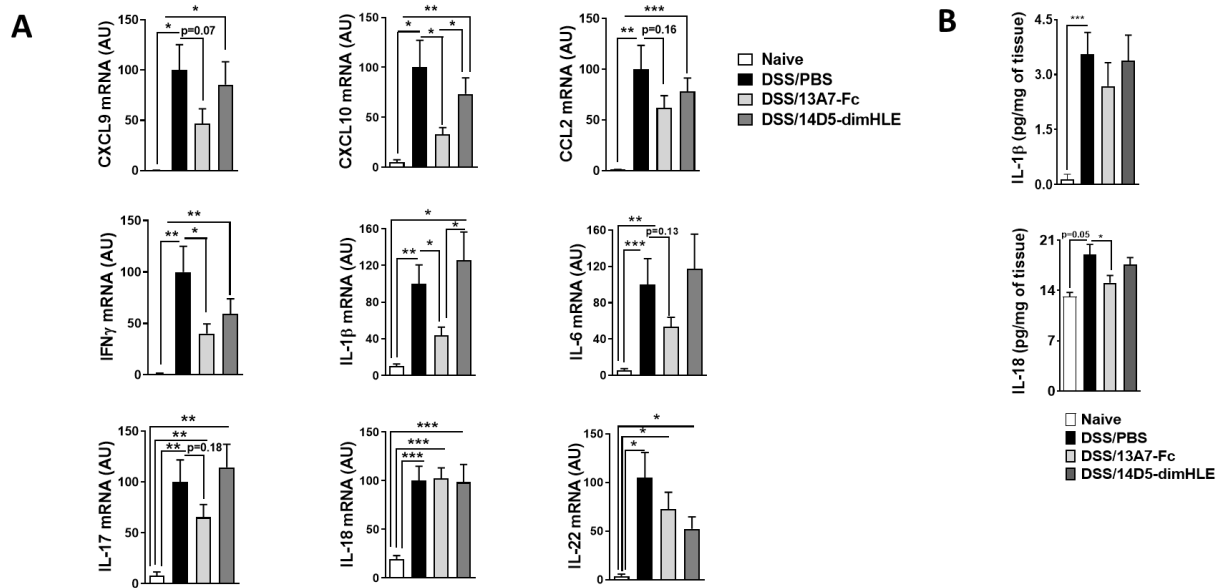 A
CXCL9 mRNA (AU)
150
100
50
0
*
*
p=0.07
CXCL10 mRNA (AU)
150
100
50
0
**
*
*
*
CCL2 mRNA (AU)
150
100
50
0
***
**
p=0.16
Naive
DSS/PBS
DSS/13A7-Fc
DSS/14D5-dimHLE
IFNγ mRNA (AU)
150
100
50
0
**
**
*
IL-1β mRNA (AU)
160
120
80
40
0
*
**
*
*
IL-6 mRNA (AU)
160
120
80
40
0
**
***
p=0.13
IL-17 mRNA (AU)
150
100
50
0
**
**
**
p=0.18
IL-18 mRNA (AU)
150
100
50
0
***
***
***
IL-22 mRNA (AU)
150
100
50
0
*
*
*
B
IL-1β (pg/mg of tissue)
4.5
3.0
1.5
0.0
***
IL-18 (pg/mg of tissue)
21
14
7
0
p=0.05
*
Naive
DSS/PBS
DSS/13A7-Fc
DSS/14D5-dimHLE